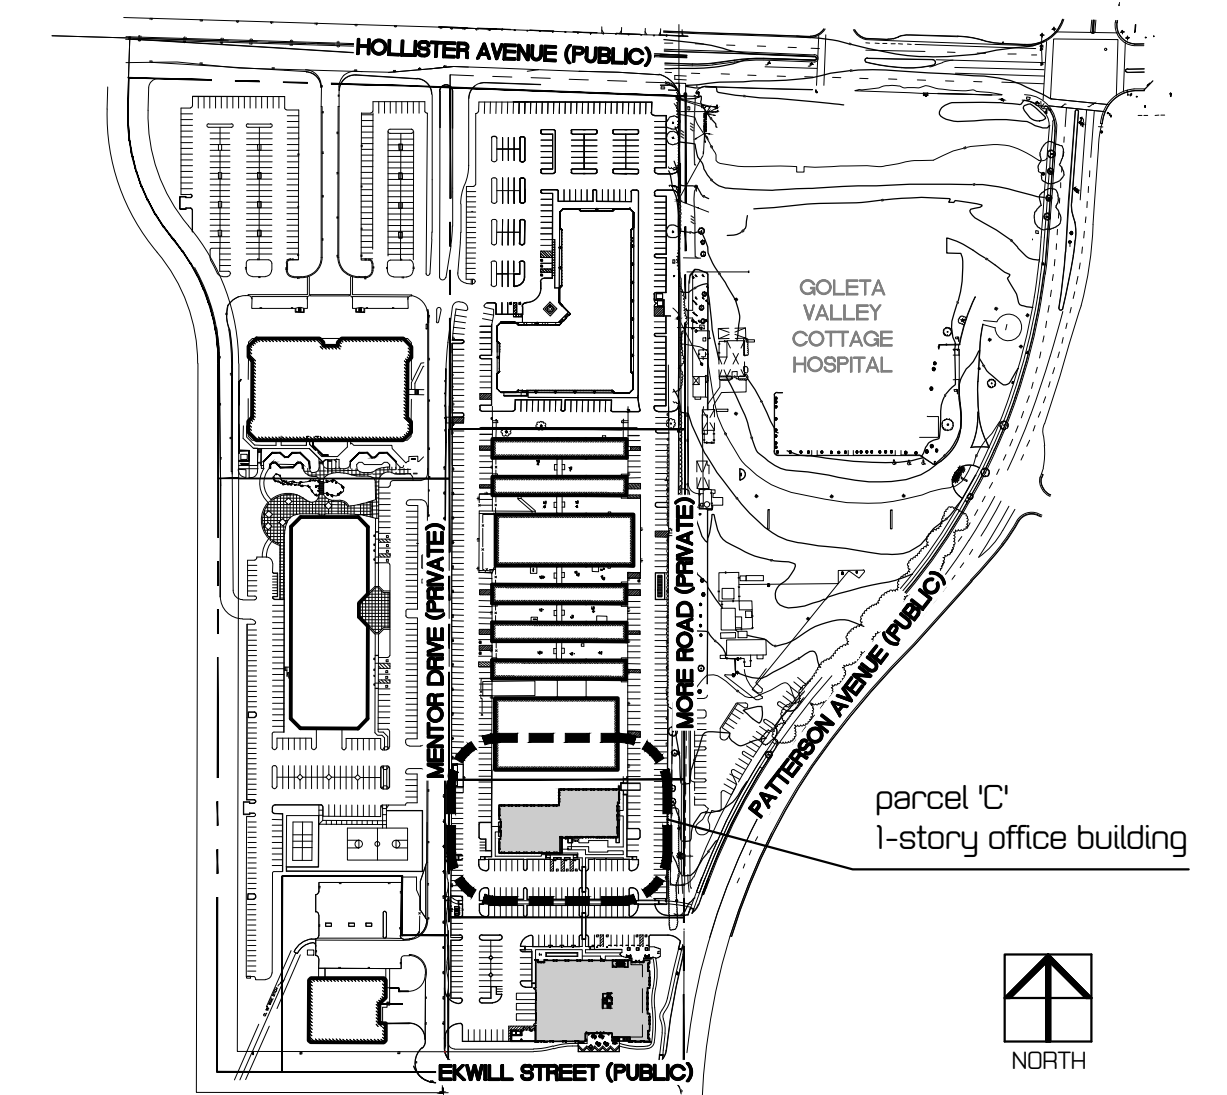 HOLLISTER AVENUE (PUBLIC)
GOLETA
VALLEY
COTTAGE
HOSPITAL
MENTOR DRIVE (PRIVATE)
MORE ROAD (PRIVATE)
PATTERSON AVENUE (PUBLIC)
parcel 'C'
1-story office building
NORTH
EKWILL STREET (PUBLIC)